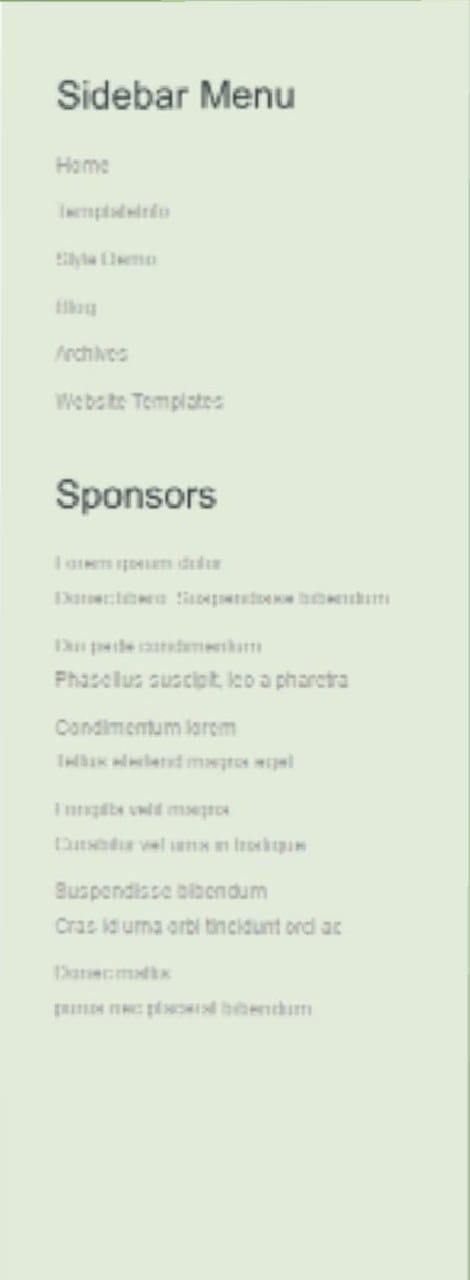 Sidebar Menu
Home
TemplateInfo
Style Demo
Blog
Archives
Website Templates
Sponsors
Lorem ipsum dolor
Donec libero. Suspendisse bibendum
Dui pede condimentum
Phasellus suscipit, leo a pharetra
Condimentum lorem
Tellus eleifend magna eget
Fringilla velit magna
Curabitur vel urna in tristique
Suspendisse bibendum
Cras id urna orbi tincidunt orci ac
Donec mattis
purus nec placerat bibendum